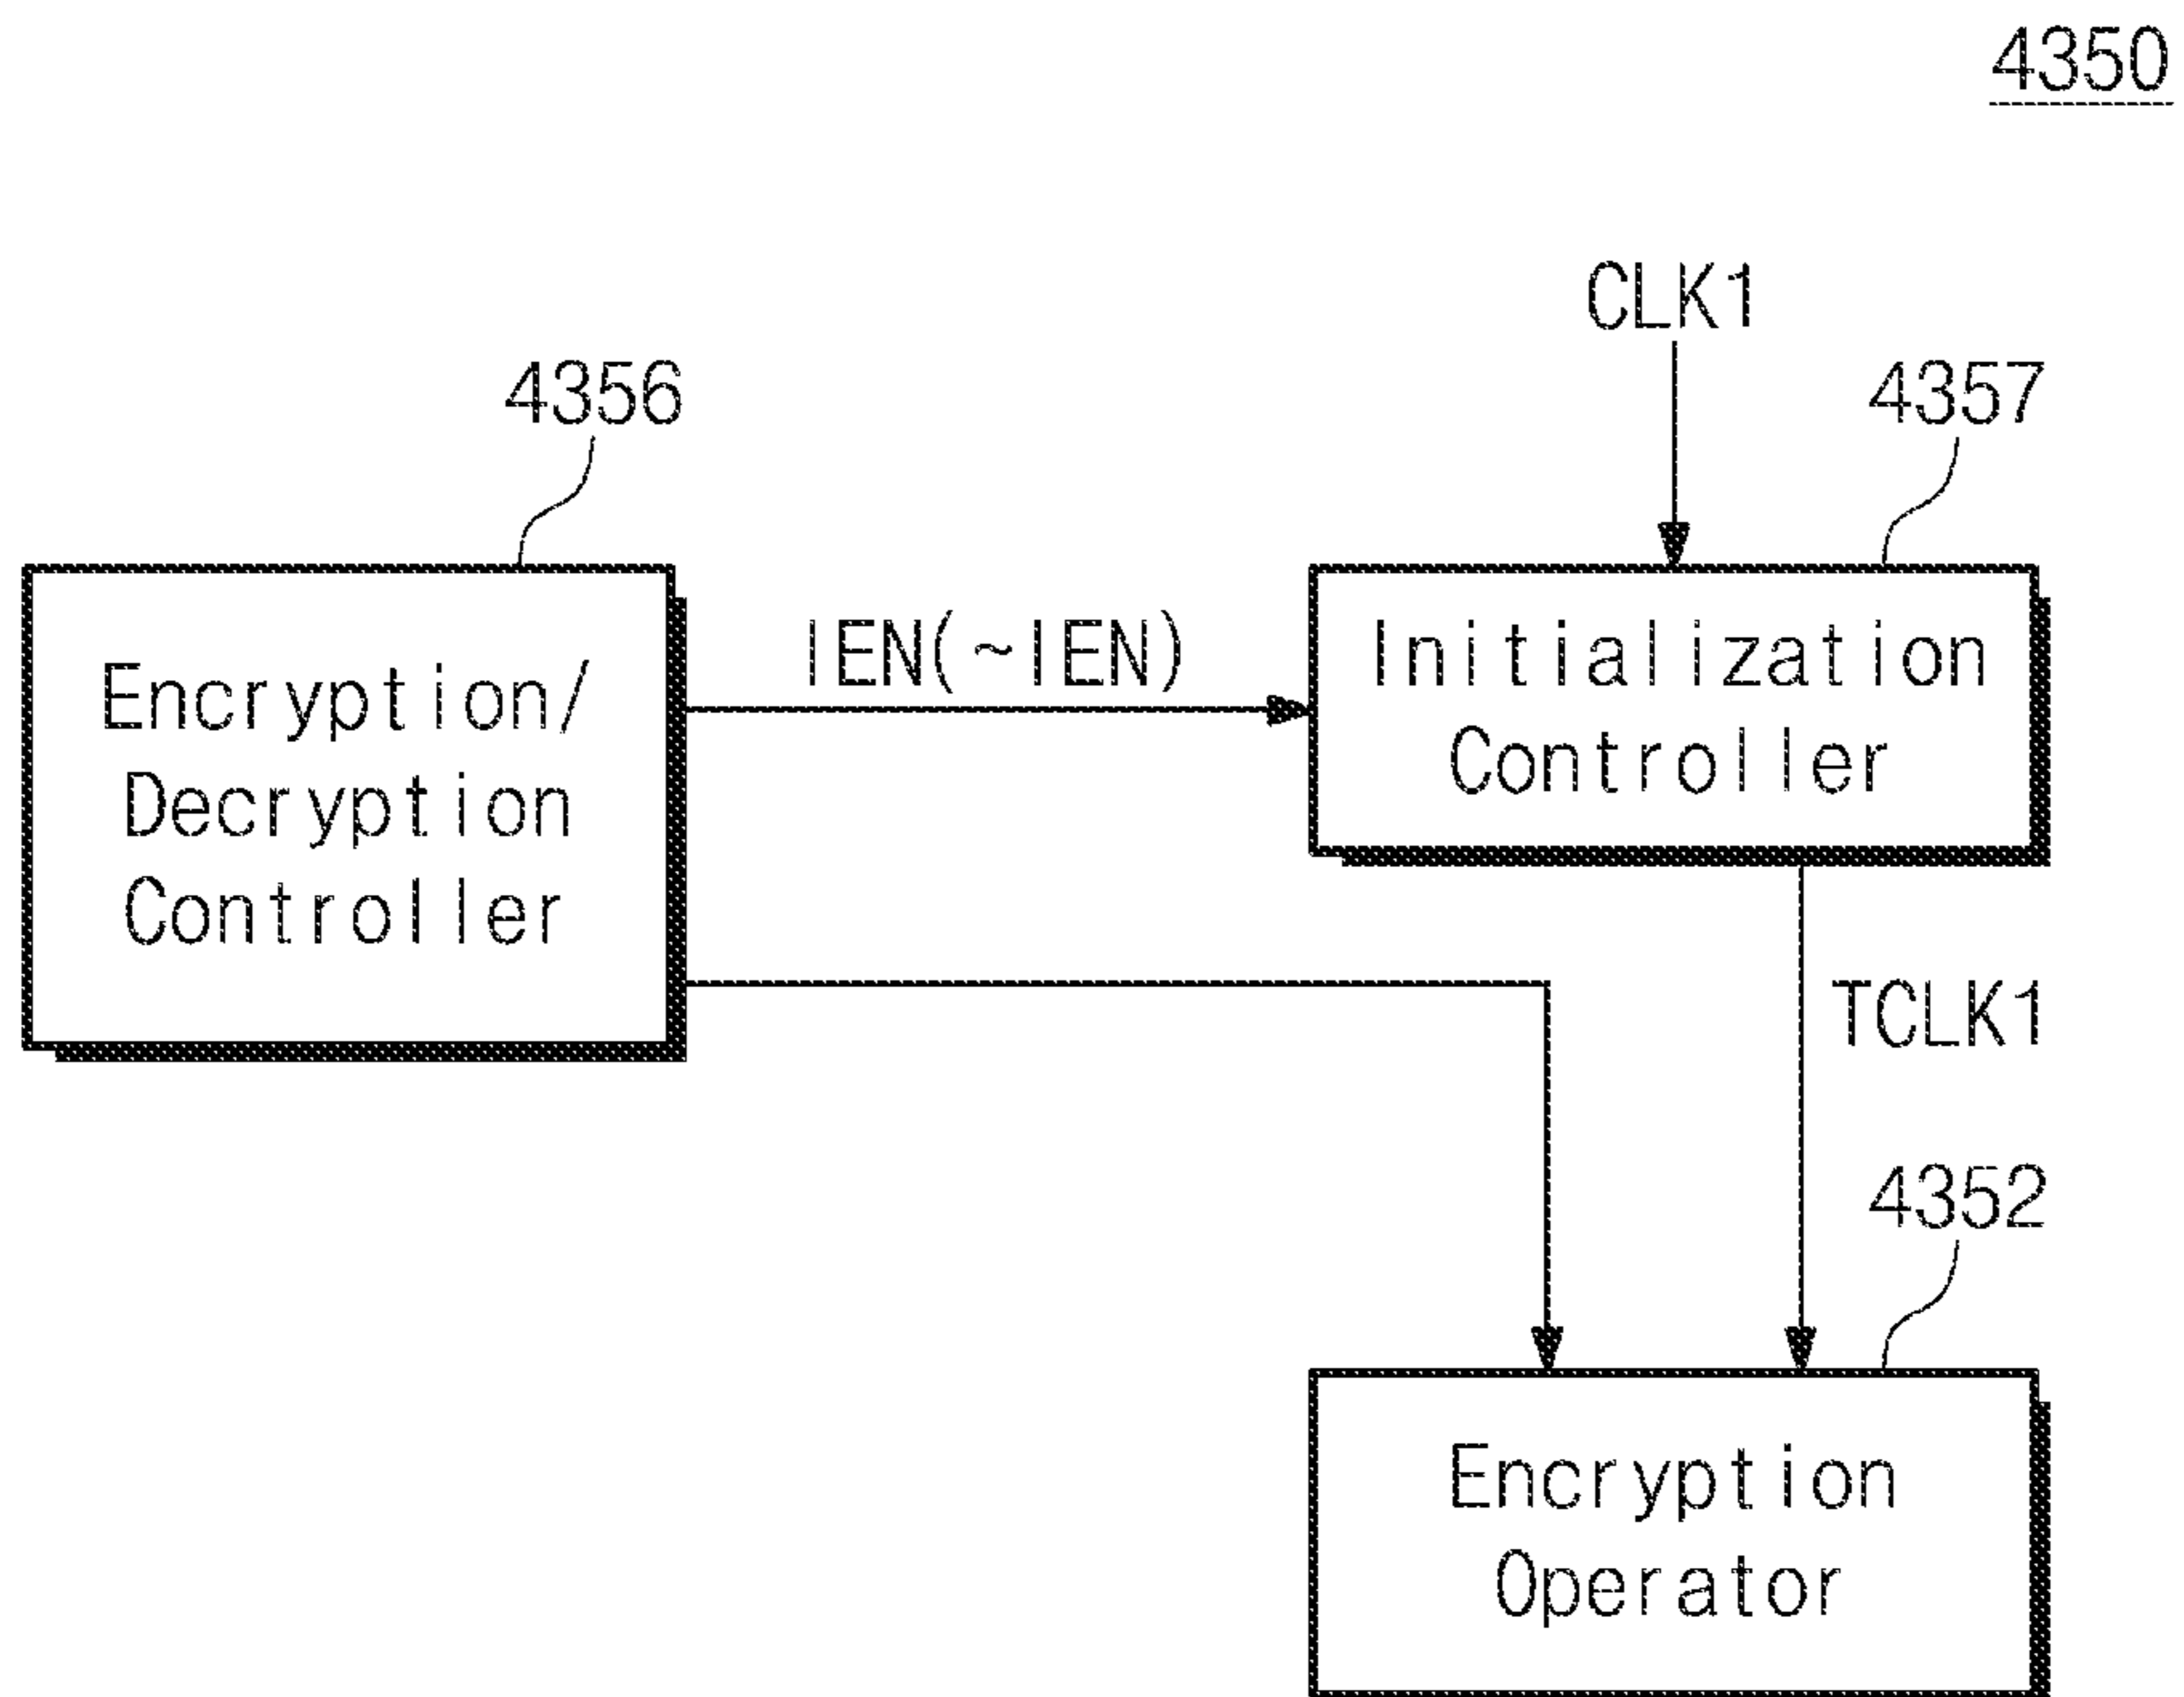 4350
CLK1
4356
4357
IEN(~IEN)
Encryption/
Decryption
Controller
Initialization
Controller
TCLK1
4352
Encryption
Operator